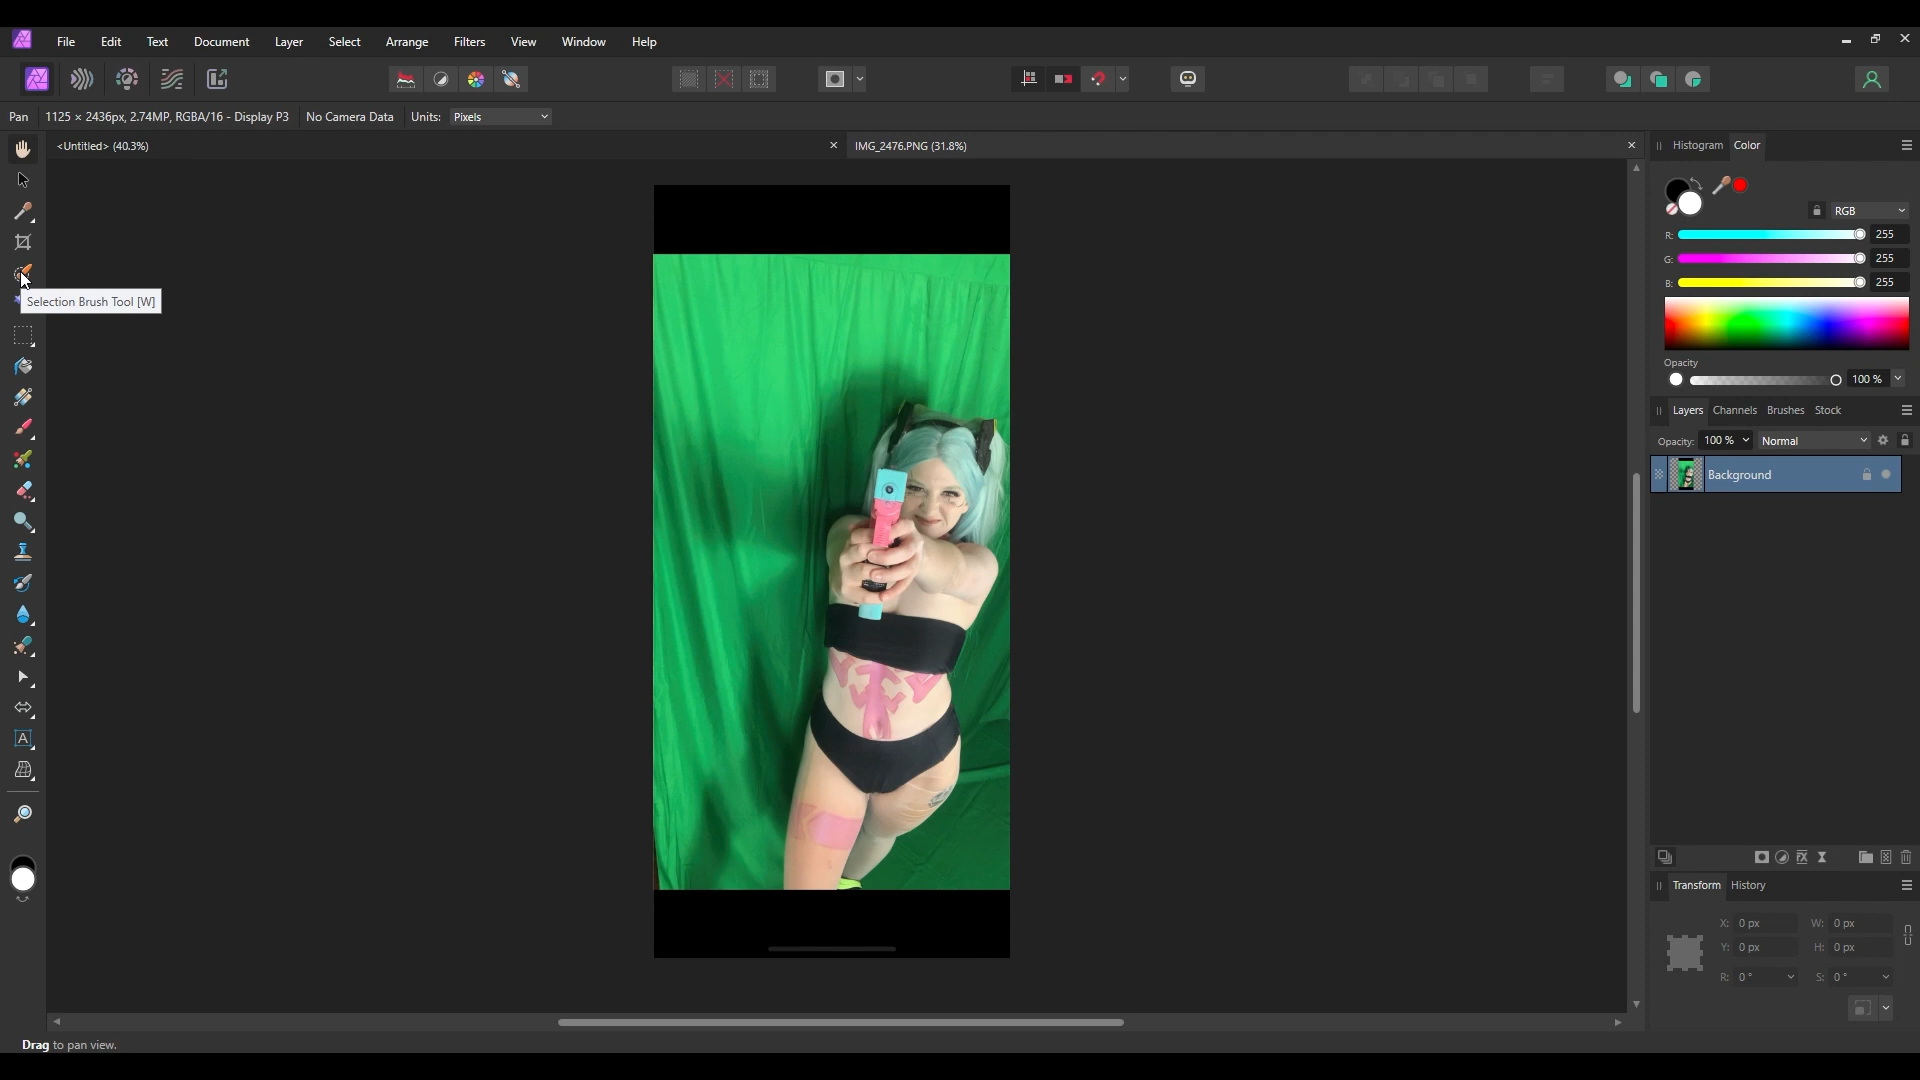 File Edit Text Document Layer Select Arrange Filters View Window Help
Pan 1125 × 2436px, 2.74MP, RGBA/16 - Display P3 No Camera Data Units: Pixels
<Untitled> (40.3%) IMG_2476.PNG (31.8%)
Histogram Color
RGB
R: 255
G: 255
B: 255
Selection Brush Tool [W]
Opacity
100 %
Layers Channels Brushes Stock
Opacity: 100 % Normal
Background
Transform History
X: 0 px W: 0 px
Y: 0 px H: 0 px
R: 0 ° S: 0 °
Drag to pan view.